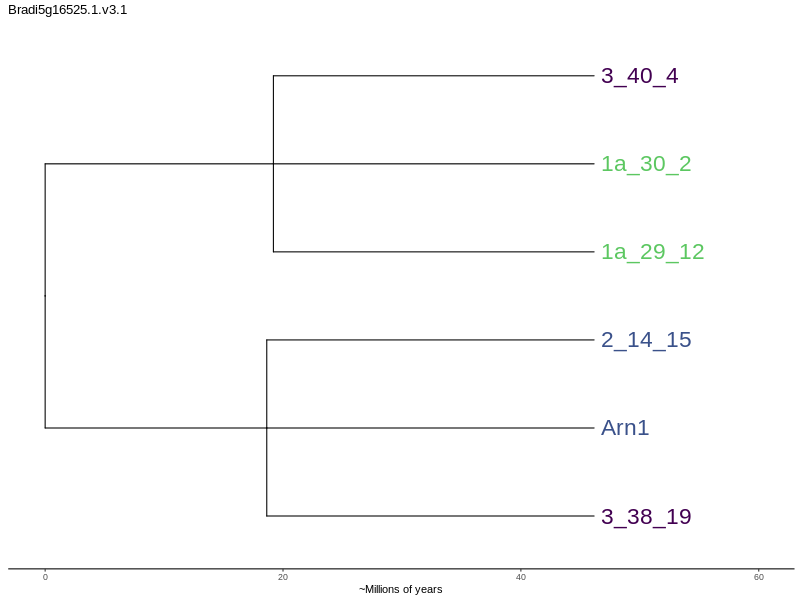 Bradi5g16525.1.v3.1
3_40_4
1a_30_2
1a_29_12
2_14_15
Arn1
3_38_19
0 20 40 60
~Millions of years